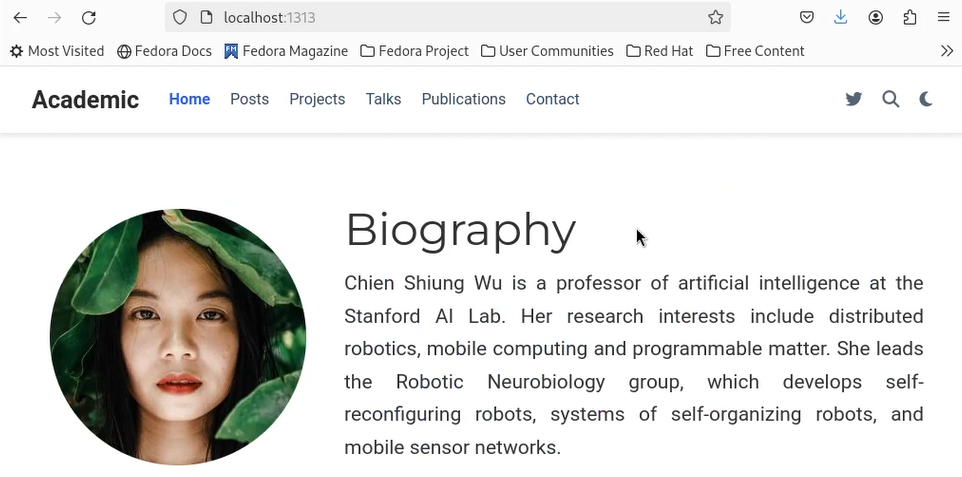 localhost:1313
Most Visited Fedora Docs Fedora Magazine Fedora Project User Communities Red Hat Free Content
Academic Home Posts Projects Talks Publications Contact
Biography
Chien Shiung Wu is a professor of artificial intelligence at the
Stanford AI Lab. Her research interests include distributed
robotics, mobile computing and programmable matter. She leads
the Robotic Neurobiology group, which develops self-
reconfiguring robots, systems of self-organizing robots, and
mobile sensor networks.